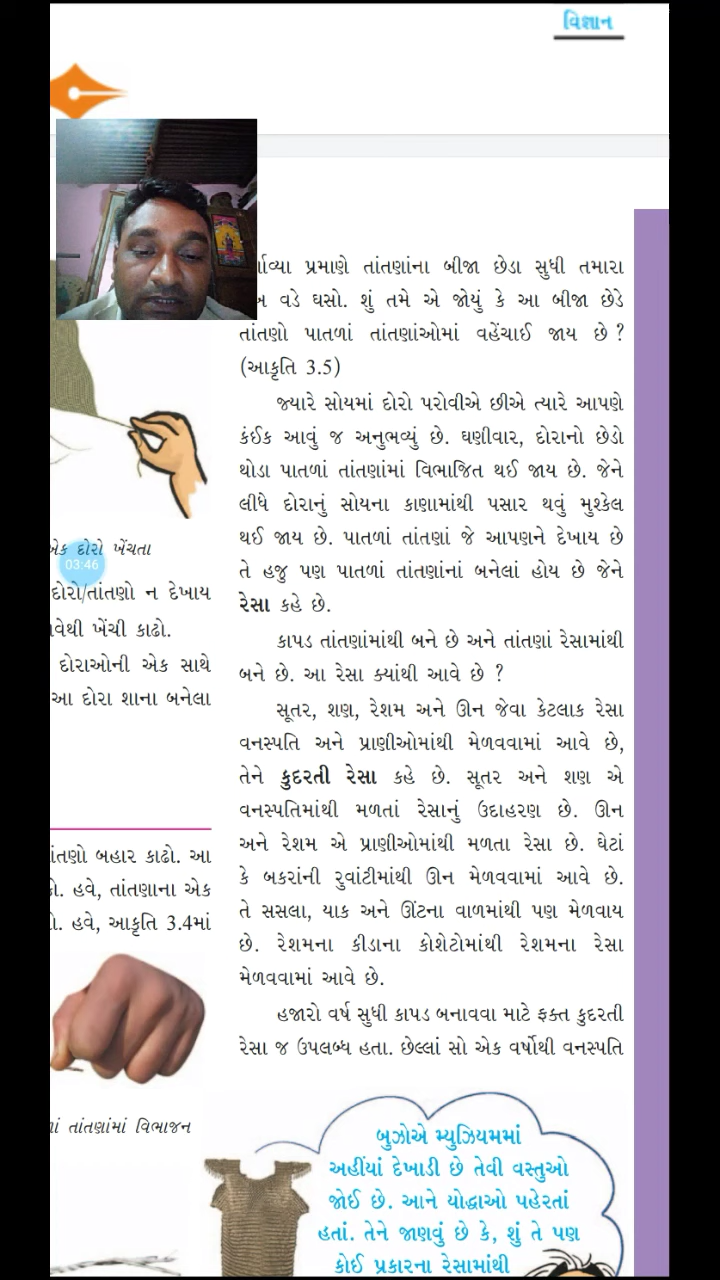 વિજ્ઞાન
પ્રમાણે તાંતણાંના બીજા છેડા સુધી તમારા
વડે ઘસો. શું તમે એ જોયું કે આ બીજા છેડે
તાંતણો પાતળાં તાંતણાંઓમાં વહેંચાઈ જાય છે ?
(આકૃતિ 3.5)
જ્યારે સોયમાં દોરો પરોવીએ છીએ ત્યારે આપણે
કંઈક આવું જ અનુભવ્યું છે. ઘણીવાર, દોરાનો છેડો
થોડા પાતળાં તાંતણાંમાં વિભાજિત થઈ જાય છે. જેને
લીધે દોરાનું સોયના કાણામાંથી પસાર થવું મુશ્કેલ
થઈ જાય છે. પાતળાં તાંતણાં જે આપણને દેખાય છે
તે હજુ પણ પાતળાં તાંતણાંનાં બનેલાં હોય છે જેને
રેસા કહે છે.
કાપડ તાંતણાંમાંથી બને છે અને તાંતણાં રેસામાંથી
બને છે. આ રેસા ક્યાંથી આવે છે ?
સૂતર, શણ, રેશમ અને ઊન જેવા કેટલાક રેસા
વનસ્પતિ અને પ્રાણીઓમાંથી મેળવવામાં આવે છે,
તેને કુદરતી રેસા કહે છે. સૂતર અને શણ એ
વનસ્પતિમાંથી મળતાં રેસાનું ઉદાહરણ છે. ઊન
અને રેશમ એ પ્રાણીઓમાંથી મળતા રેસા છે. ઘેટાં
કે બકરાંની રુવાંટીમાંથી ઊન મેળવવામાં આવે છે.
તે સસલા, યાક અને ઊંટના વાળમાંથી પણ મેળવાય
છે. રેશમના કીડાના કોશેટોમાંથી રેશમના રેસા
મેળવવામાં આવે છે.
હજારો વર્ષ સુધી કાપડ બનાવવા માટે ફક્ત કુદરતી
રેસા જ ઉપલબ્ધ હતા. છેલ્લાં સો એક વર્ષોથી વનસ્પતિ
એક દોરો ખેંચતા
03:46
દોરો/તાંતણો ન દેખાય
ખેંચી કાઢો.
દોરાઓની એક સાથે
આ દોરા શાના બનેલા
બહાર કાઢો. આ
હવે, તાંતણાના એક
હવે, આકૃતિ 3.4માં
તાંતણાંમાં વિભાજન
બુઝોએ મ્યુઝિયમમાં
અહીંયાં દેખાડી છે તેવી વસ્તુઓ
જોઈ છે. આને યોદ્ધાઓ પહેરતાં
હતાં. તેને જાણવું છે કે, શું તે પણ
કોઈ પ્રકારના રેસામાંથી